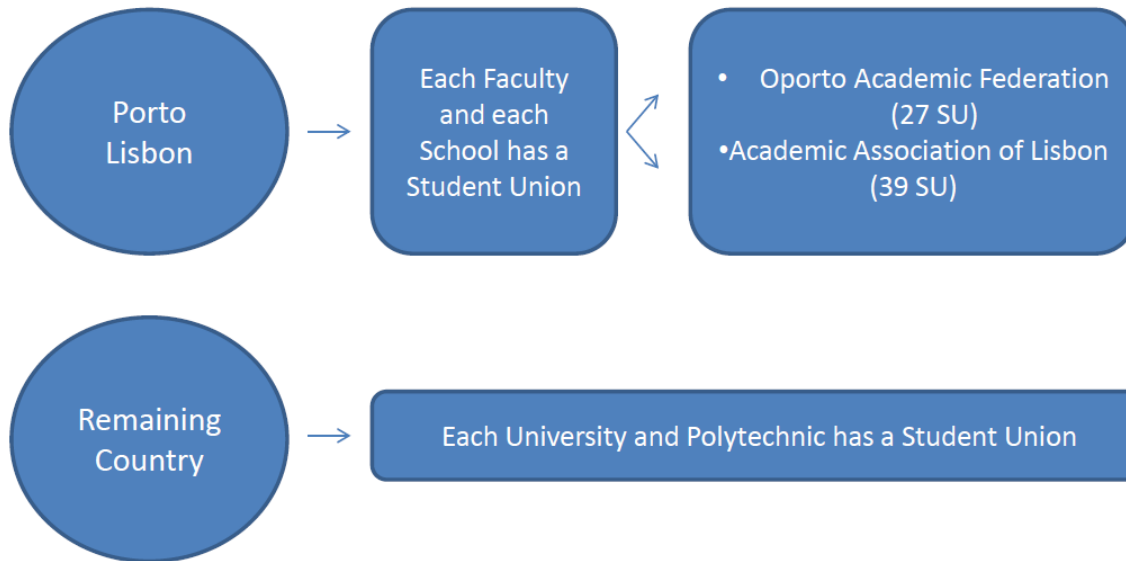 Porto
Lisbon
Each Faculty
and each
School has a
Student Union
• Oporto Academic Federation
(27 SU)
•Academic Association of Lisbon
(39 SU)
Remaining
Country
Each University and Polytechnic has a Student Union